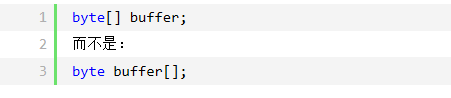 1 byte[] buffer;
2 而不是：
3 byte buffer[];